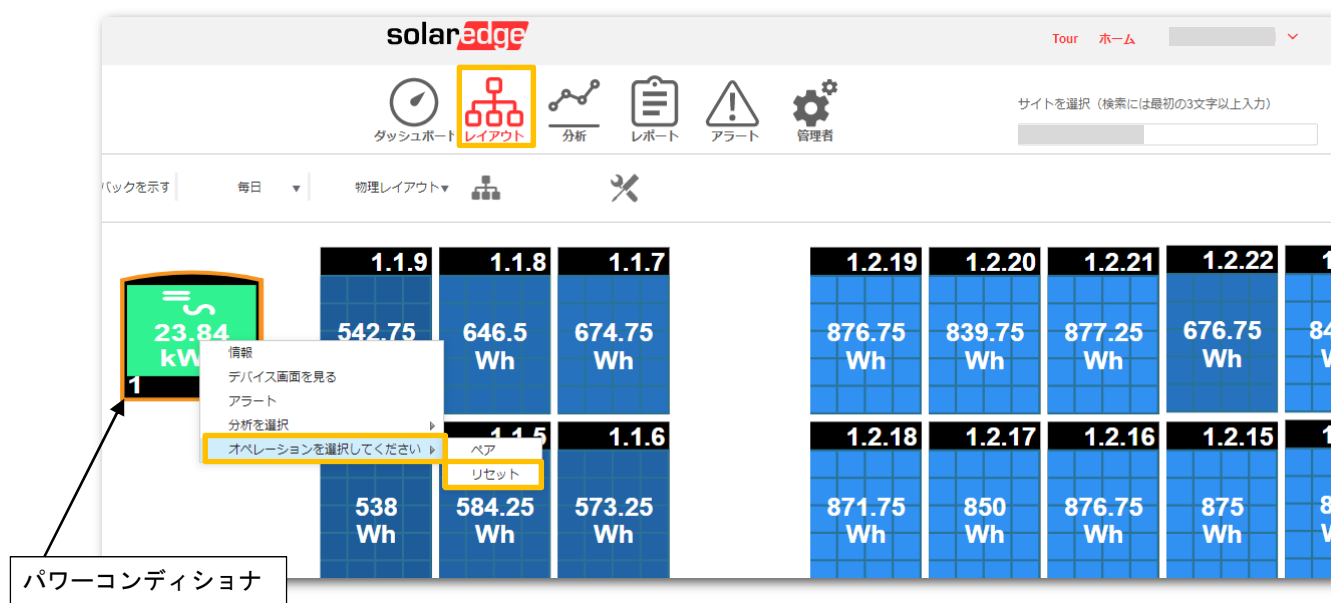 solaredge
Tour ホーム
ダッシュボード レイアウト 分析 レポート アラート 管理者
サイトを選択（検索には最初の3文字以上入力）
バックを示す 毎日 ▼ 物理レイアウト▼
1.1.9 1.1.8 1.1.7 1.2.19 1.2.20 1.2.21 1.2.22
23.84 542.75 646.5 674.75 876.75 839.75 877.25 676.75
Wh Wh Wh Wh Wh Wh
1
情報
デバイス画面を見る
アラート
分析を選択
オペレーションを選択してください
ペア
リセット
1.1.6 1.2.18 1.2.17 1.2.16 1.2.15
538 584.25 573.25 871.75 850 876.75 875
Wh Wh Wh Wh Wh Wh Wh
パワーコンディショナ